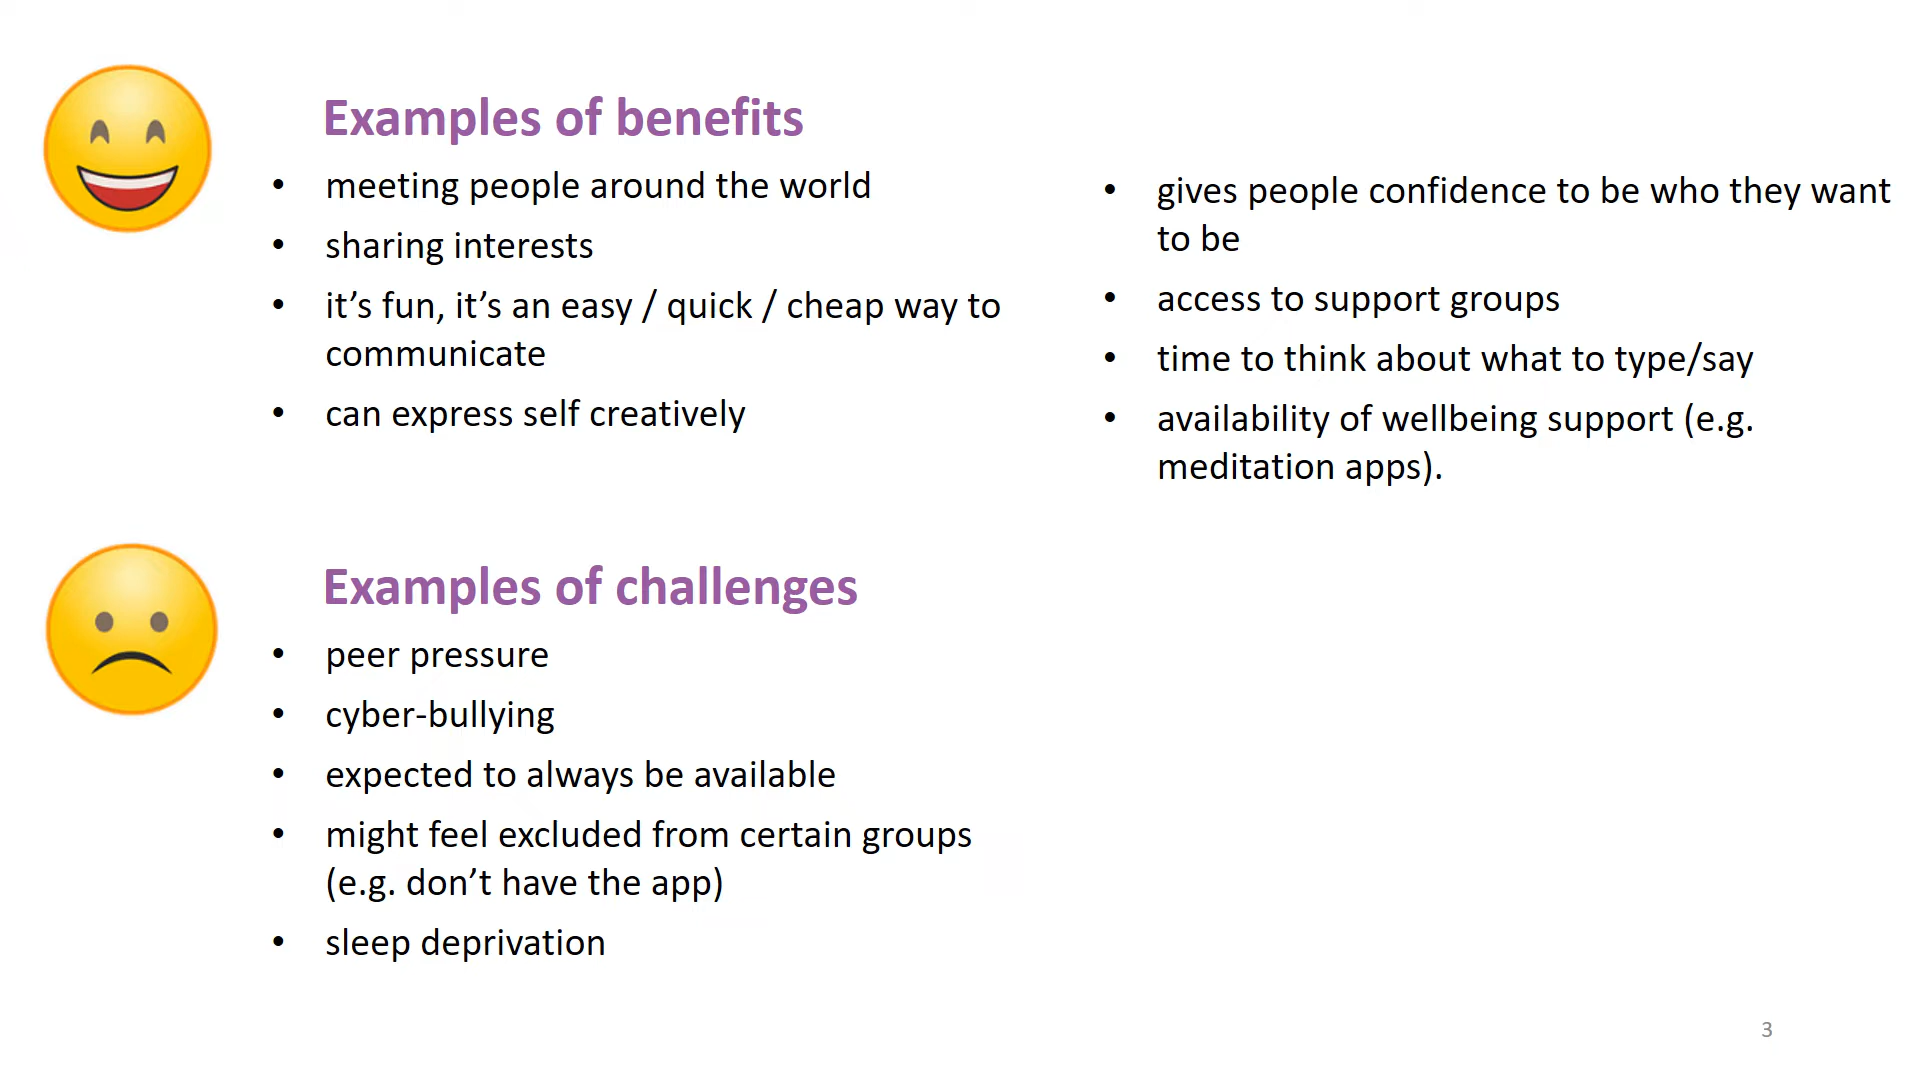 Examples of benefits
• meeting people around the world
• sharing interests
• it’s fun, it’s an easy / quick / cheap way to
communicate
• can express self creatively
• gives people confidence to be who they want
to be
• access to support groups
• time to think about what to type/say
• availability of wellbeing support (e.g.
meditation apps).
Examples of challenges
• peer pressure
• cyber-bullying
• expected to always be available
• might feel excluded from certain groups
(e.g. don’t have the app)
• sleep deprivation
3